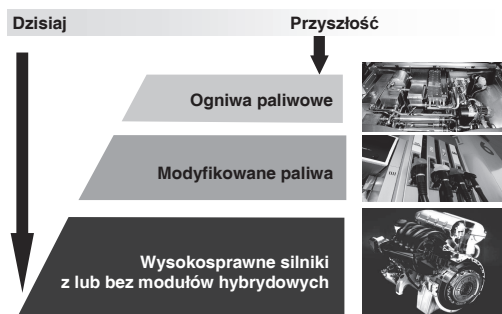 Dzisiaj
Przyszłość
Ogniwa paliwowe
Modyfikowane paliwa
Wysokosprawne silniki
z lub bez modułów hybrydowych